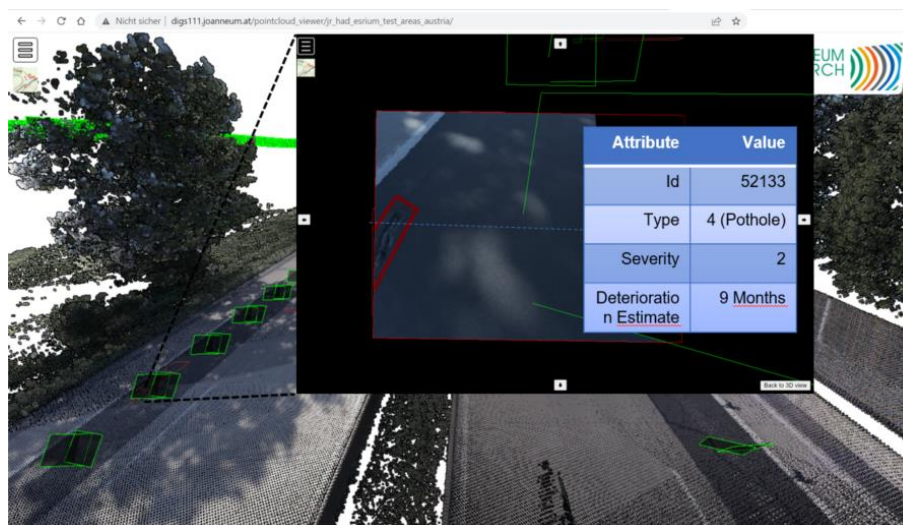 Nicht sicher | digs111.joanneum.at/pointcloud_viewer/jr_had_esrium_test_areas_austria/
EUM
RCH
Attribute Value
Id 52133
Type 4 (Pothole)
Severity 2
Deterioratio
n Estimate 9 Months
Back to 3D view